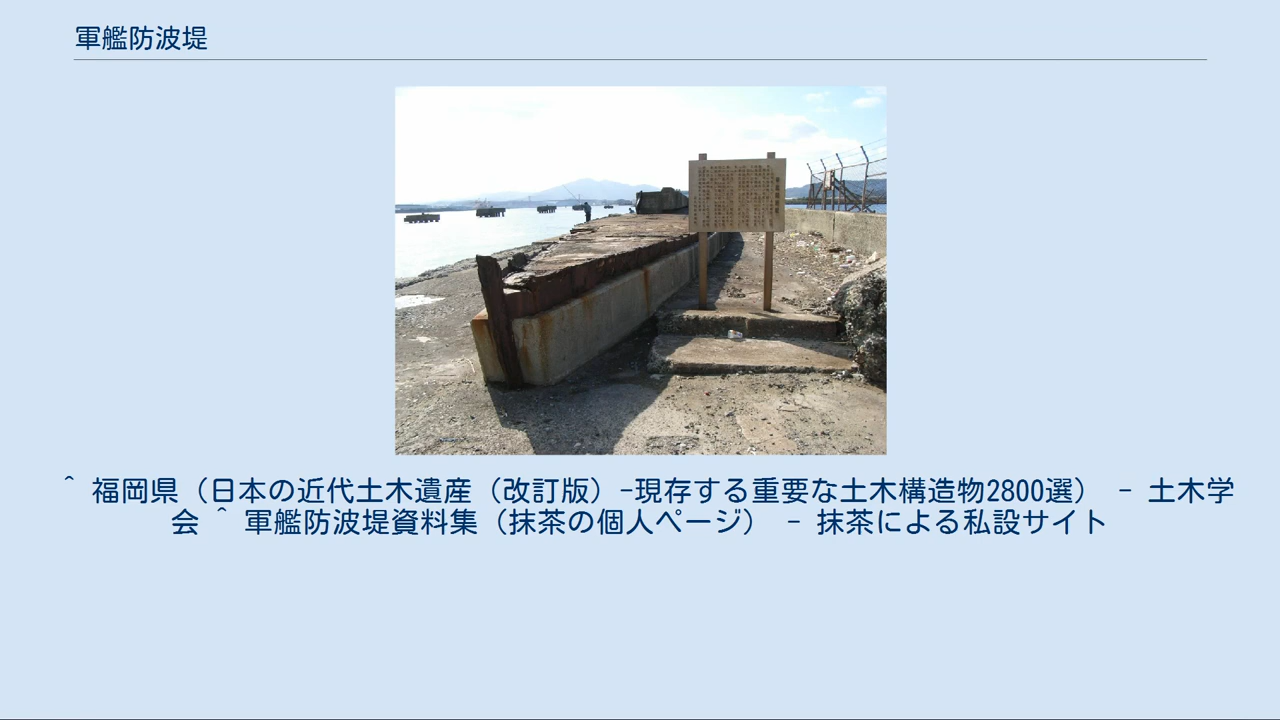 軍艦防波堤
^ 福岡県（日本の近代土木遺産（改訂版）-現存する重要な土木構造物2800選） - 土木学
会 ^ 軍艦防波堤資料集（抹茶の個人ページ） - 抹茶による私設サイト